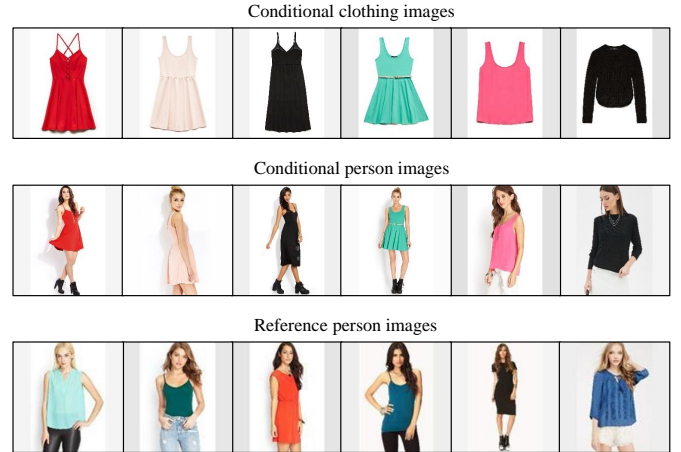 Conditional clothing images
Conditional person images
Reference person images